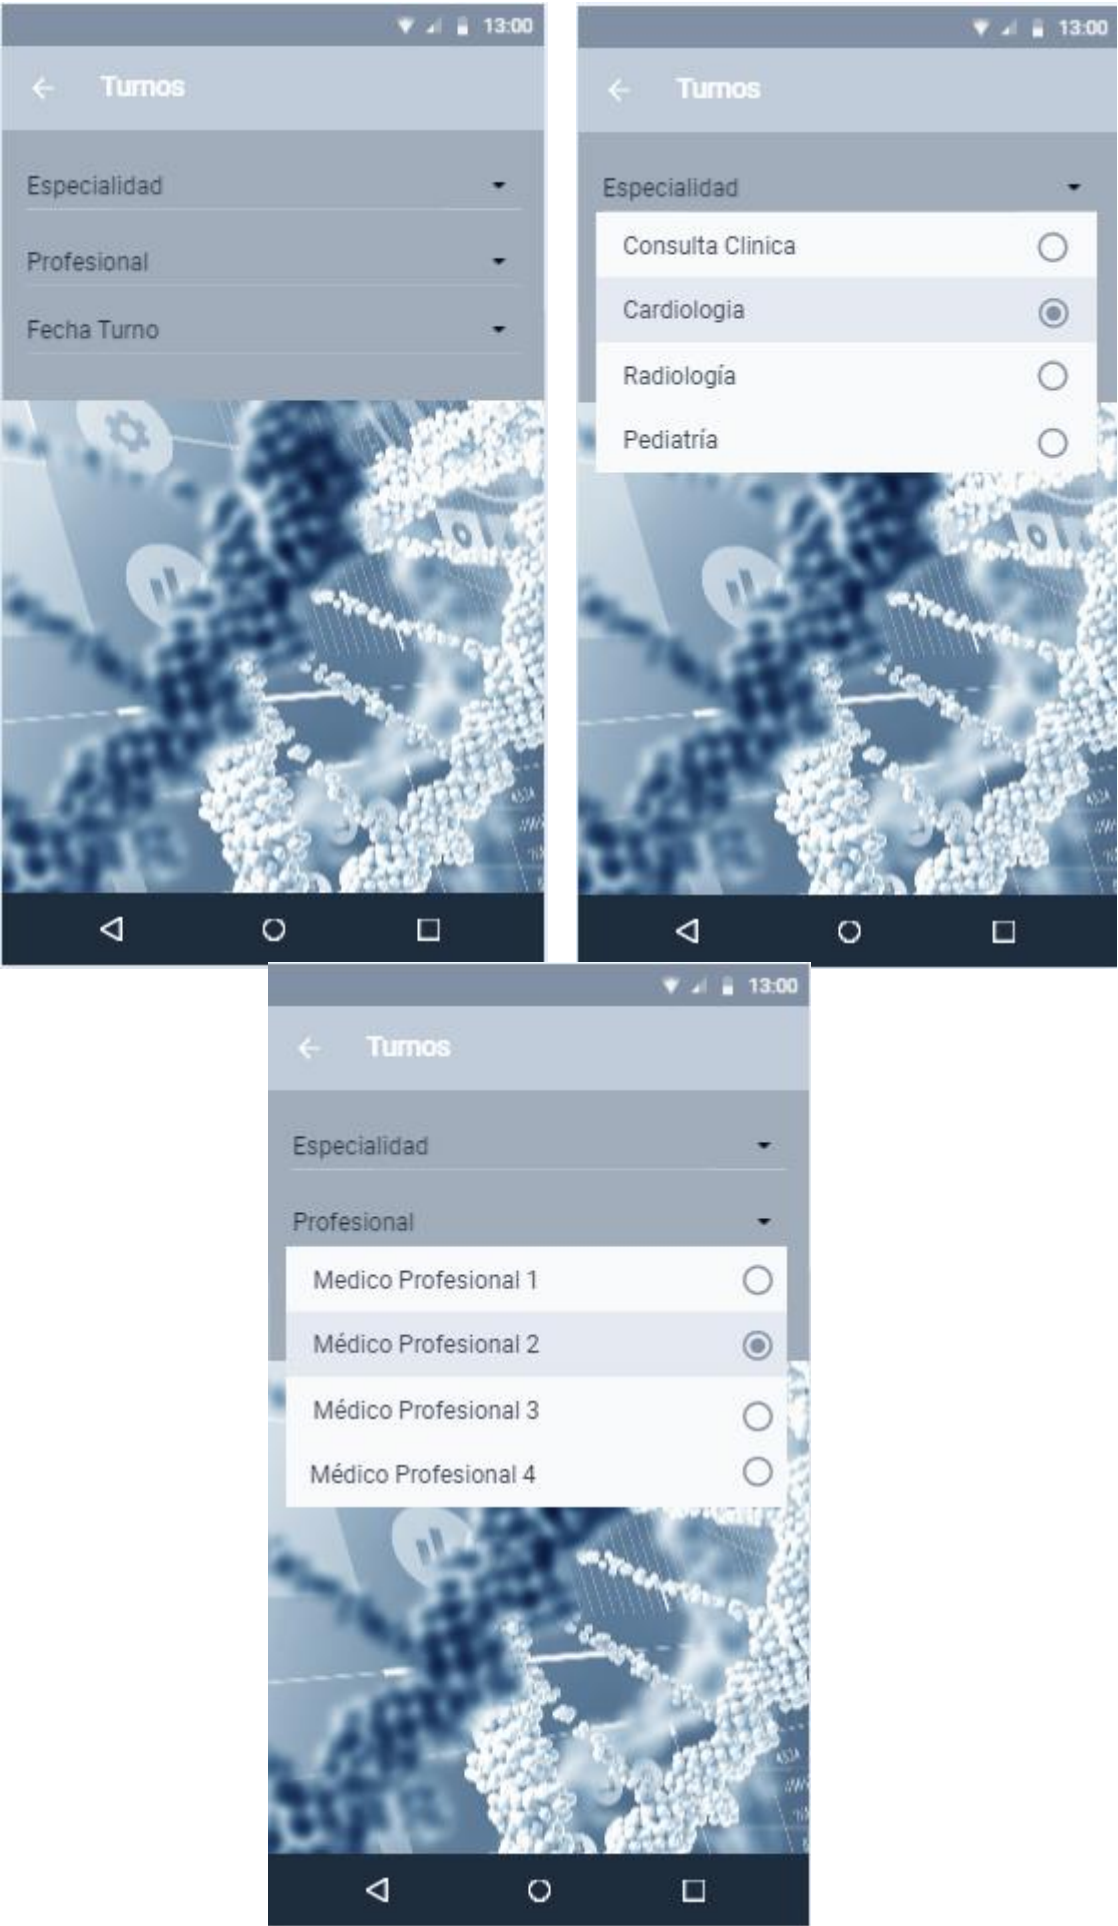 13:00
Turnos
Especialidad
Profesional
Fecha Turno
13:00
Turnos
Especialidad
Consulta Clinica
Cardiologia
Radiología
Pediatría
13:00
Turnos
Especialidad
Profesional
Medico Profesional 1
Médico Profesional 2
Médico Profesional 3
Médico Profesional 4